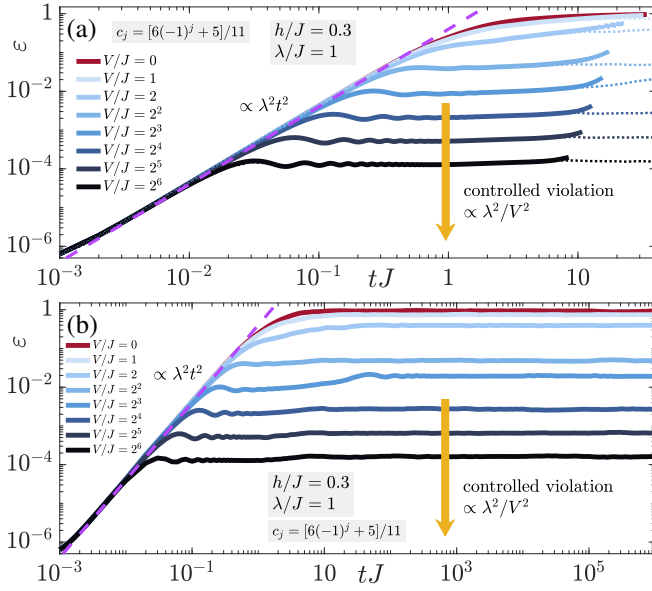 (a)
c_j = [6(−1)^j + 5]/11
h/J = 0.3
λ/J = 1
V/J = 0
V/J = 1
V/J = 2
V/J = 2^2
V/J = 2^3
V/J = 2^4
V/J = 2^5
V/J = 2^6
∝ λ^2t^2
controlled violation
∝ λ^2/V^2
ε
10^0
10^-2
10^-4
10^-6
10^-3
10^-2
10^-1
1
10
tJ
(b)
V/J = 0
V/J = 1
V/J = 2
V/J = 2^2
V/J = 2^3
V/J = 2^4
V/J = 2^5
V/J = 2^6
∝ λ^2t^2
h/J = 0.3
λ/J = 1
c_j = [6(−1)^j + 5]/11
controlled violation
∝ λ^2/V^2
ε
10^0
10^-2
10^-4
10^-6
10^-3
10^-1
10
10^3
10^5
tJ